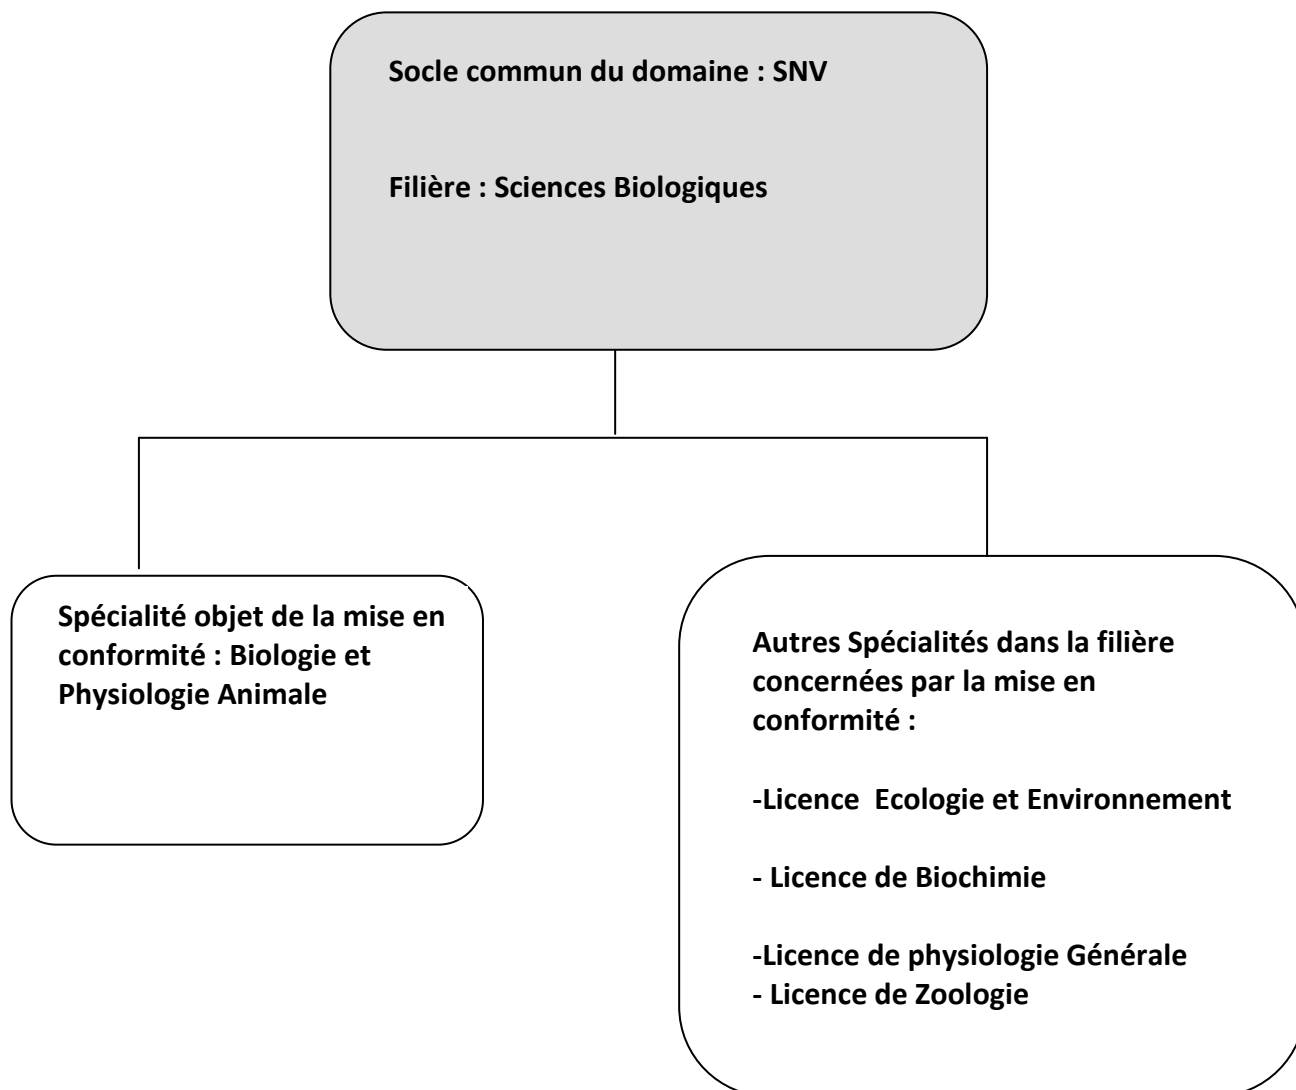 Socle commun du domaine : SNV
Filière : Sciences Biologiques
Spécialité objet de la mise en
conformité : Biologie et
Physiologie Animale
Autres Spécialités dans la filière
concernées par la mise en
conformité :
-Licence  Ecologie et Environnement
- Licence de Biochimie
-Licence de physiologie Générale
- Licence de Zoologie